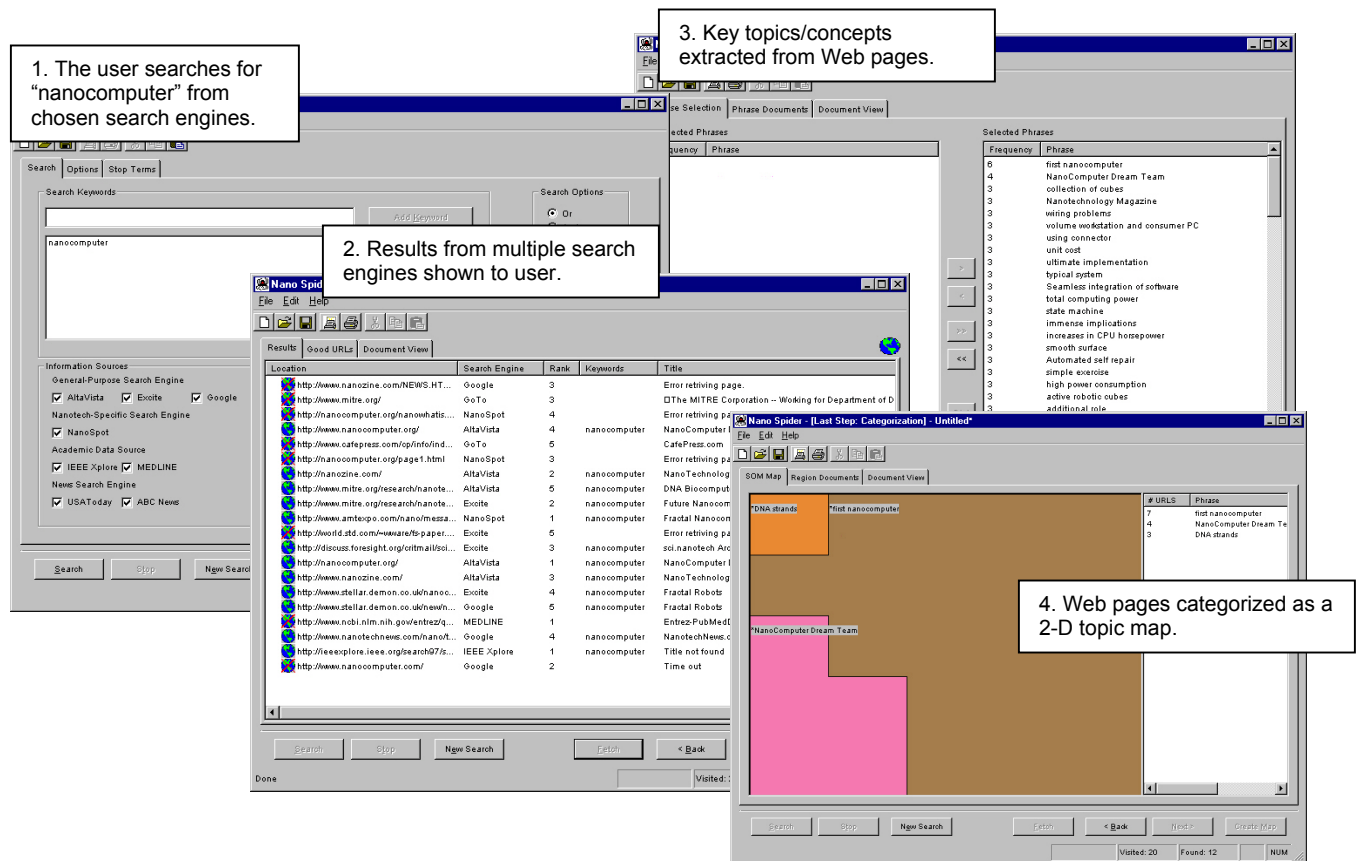 1. The user searches for
“nanocomputer” from
chosen search engines.
Search Options Stop Terms
Search Keywords
Add Keyword
nanocomputer
Search Options
Or
Information Sources
General-Purpose Search Engine
AltaVista Excite Google
Nanotech-Specific Search Engine
NanoSpot
Academic Data Source
IEEE Xplore MEDLINE
News Search Engine
USAToday ABC News
Search Stop New Searc
2. Results from multiple search
engines shown to user.
Nano Spid
File Edit Help
Results Good URLs Document View
Location Search Engine Rank Keywords Title
http://www.nanozine.com/NEWS.HT... Google 3 Error retriving page.
http://www.mitre.org/ GoTo 3 The MITRE Corporation -- Working for Department of D
http://nanocomputer.org/nanowhatis.... NanoSpot 4 Error retriving pa
http://www.nanocomputer.org/ AltaVista 4 nanocomputer NanoComputer
http://www.cafepress.com/cp/info/ind... GoTo 5 CafePress.com
http://nanocomputer.org/page1.html NanoSpot 3 Error retriving pa
http://nanozine.com/ AltaVista 2 nanocomputer NanoTechnolog
http://www.mitre.org/research/nanote... AltaVista 5 nanocomputer DNA Biocomput
http://www.mitre.org/research/nanote... Excite 2 nanocomputer Future Nanocom
http://www.amtexpo.com/nano/messa... NanoSpot 1 nanocomputer Fractal Nanocom
http://world.std.com/~wware/fs-paper.... Excite 5 Error retriving pa
http://discuss.foresight.org/critmail/sci... Excite 3 nanocomputer sci.nanotech Arc
http://nanocomputer.org/ AltaVista 1 nanocomputer NanoComputer
http://www.nanozine.com/ AltaVista 3 nanocomputer NanoTechnolog
http://www.stellar.demon.co.uk/nanoc... Excite 4 nanocomputer Fractal Robots
http://www.stellar.demon.co.uk/new/n... Google 5 nanocomputer Fractal Robots
http://www.ncbi.nlm.nih.gov/entrez/q... MEDLINE 1 Entrez-PubMed
http://www.nanotechnews.com/nano/t... Google 4 nanocomputer NanotechNews.c
http://ieeexplore.ieee.org/search97/s... IEEE Xplore 1 nanocomputer Title not found
http://www.nanocomputer.com/ Google 2 Time out
Search Stop New Search Fetch < Back
Done Visited:
3. Key topics/concepts
extracted from Web pages.
File
se Selection Phrase Documents Document View
ected Phrases
quency Phrase
> < >> <<
Selected Phrases
Frequency Phrase
6 first nanocomputer
4 NanoComputer Dream Team
3 collection of cubes
3 Nanotechnology Magazine
3 wiring problems
3 volume workstation and consumer PC
3 using connector
3 unit cost
3 ultimate implementation
3 typical system
3 Seamless integration of software
3 total computing power
3 state machine
3 immense implications
3 increases in CPU horsepower
3 smooth surface
3 Automated self repair
3 simple exercise
3 high power consumption
3 active robotic cubes
3 additional role
Nano Spider - [Last Step: Categorization] - Untitled*
File Edit Help
SOM Map Region Documents Document View
*DNA strands *first nanocomputer
*NanoComputer Dream Team
# URLS Phrase
7 first nanocomputer
4 NanoComputer Dream Te
3 DNA strands
4. Web pages categorized as a
2-D topic map.
Search Stop New Search Fetch < Back Next > Create Map
Visited: 20 Found: 12 NUM